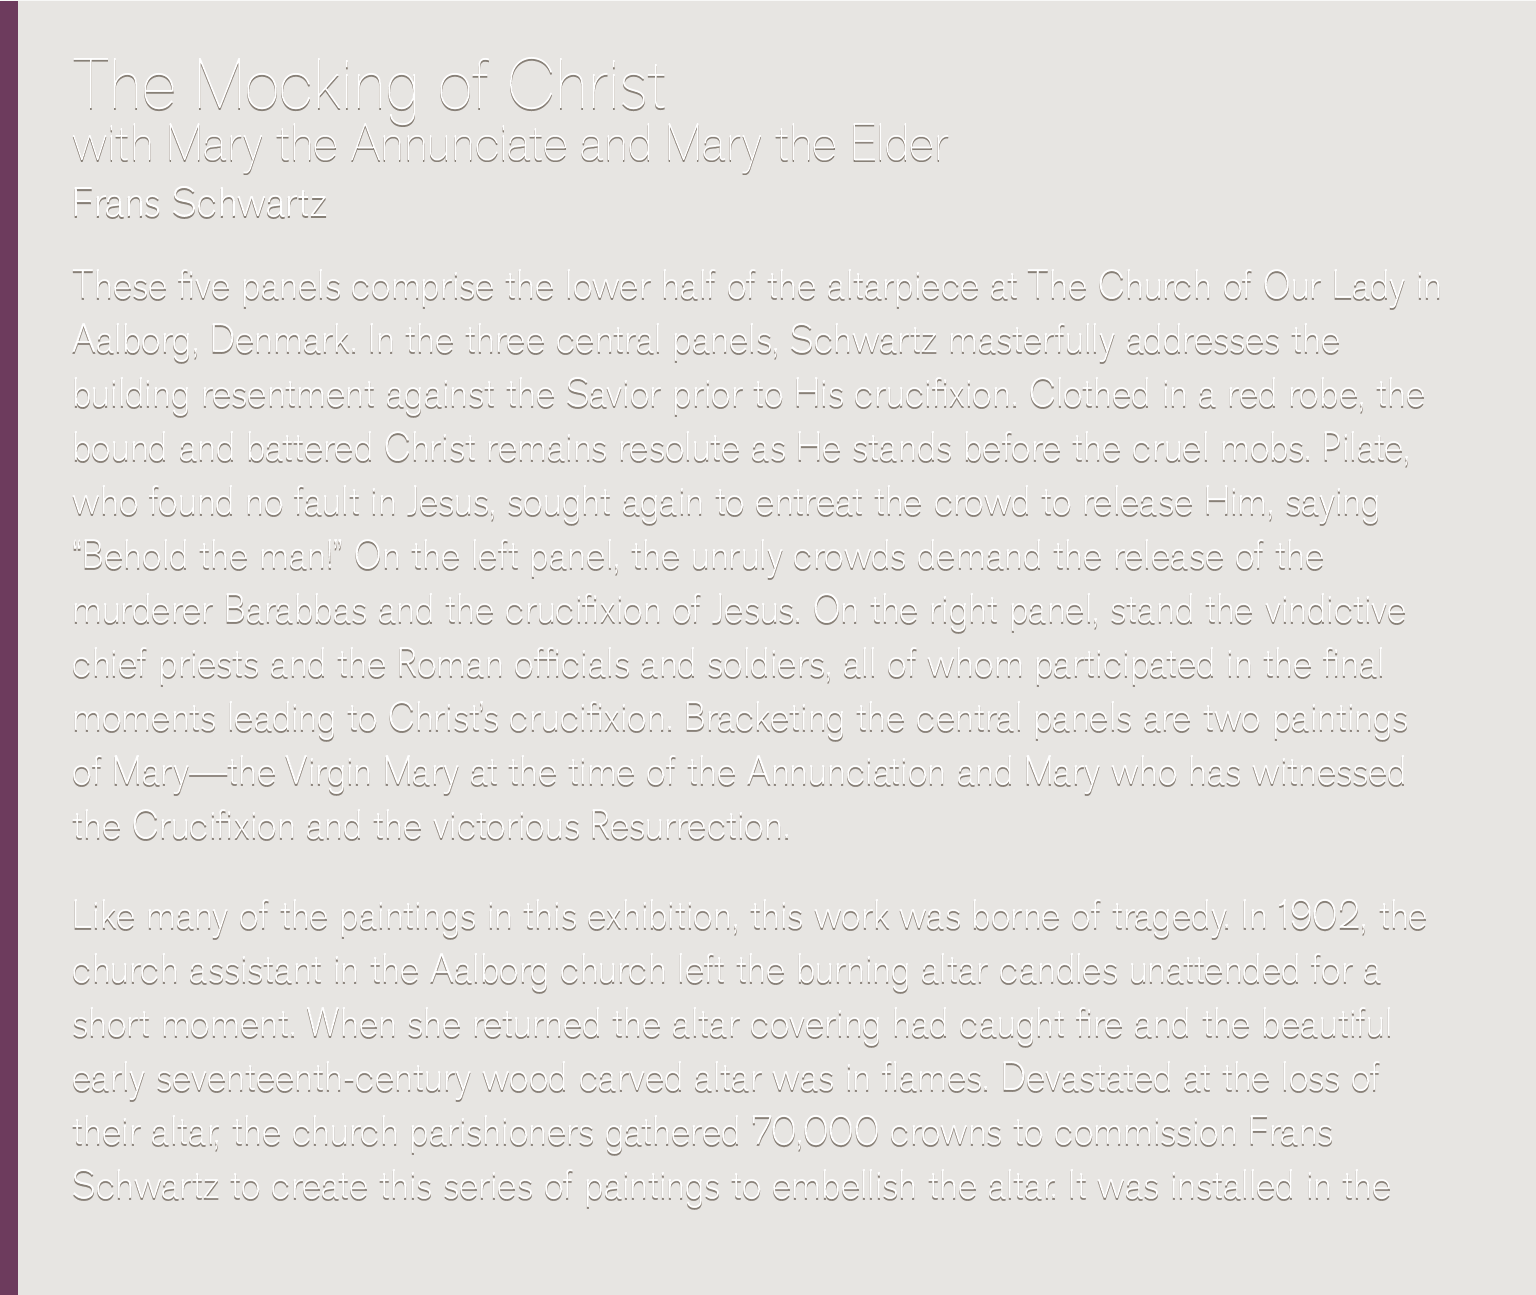 The Mocking of Christ
with Mary the Annunciate and Mary the Elder
Frans Schwartz
These five panels comprise the lower half of the altarpiece at The Church of Our Lady in
Aalborg, Denmark. In the three central panels, Schwartz masterfully addresses the
building resentment against the Savior prior to His crucifixion. Clothed in a red robe, the
bound and battered Christ remains resolute as He stands before the cruel mobs. Pilate,
who found no fault in Jesus, sought again to entreat the crowd to release Him, saying
“Behold the man!” On the left panel, the unruly crowds demand the release of the
murderer Barabbas and the crucifixion of Jesus. On the right panel, stand the vindictive
chief priests and the Roman officials and soldiers, all of whom participated in the final
moments leading to Christ’s crucifixion. Bracketing the central panels are two paintings
of Mary—the Virgin Mary at the time of the Annunciation and Mary who has witnessed
the Crucifixion and the victorious Resurrection.
Like many of the paintings in this exhibition, this work was borne of tragedy. In 1902, the
church assistant in the Aalborg church left the burning altar candles unattended for a
short moment. When she returned the altar covering had caught fire and the beautiful
early seventeenth-century wood carved altar was in flames. Devastated at the loss of
their altar, the church parishioners gathered 70,000 crowns to commission Frans
Schwartz to create this series of paintings to embellish the altar. It was installed in the